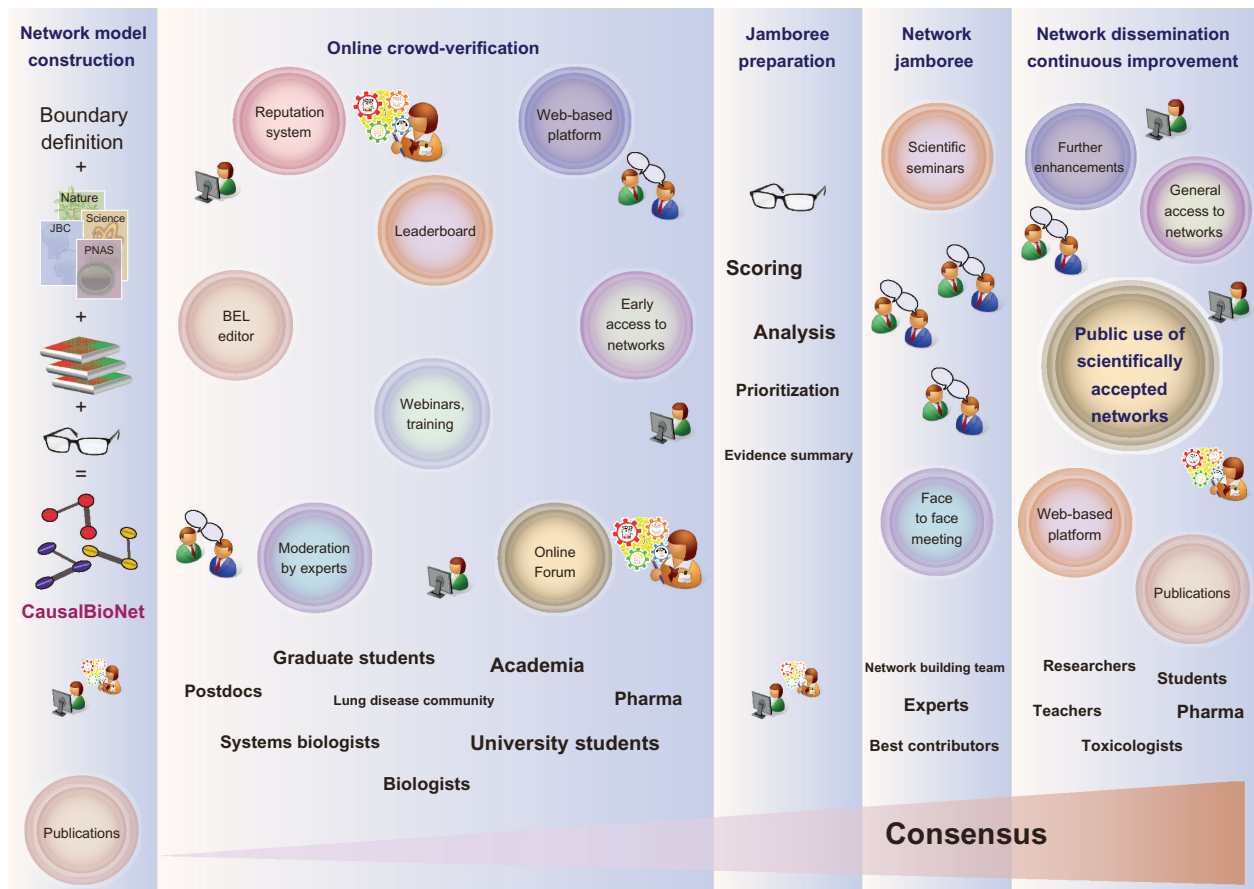 Network model
construction
Boundary
definition
+
Nature
Science
JBC
PNAS
+
+
=
CausalBioNet
Publications
Online crowd-verification
Reputation
system
Web-based
platform
Leaderboard
BEL
editor
Early
access to
networks
Webinars,
training
Moderation
by experts
Online
Forum
Graduate students
Academia
Postdocs
Lung disease community
Pharma
Systems biologists
University students
Biologists
Jamboree
preparation
Scoring
Analysis
Prioritization
Evidence summary
Network
jamboree
Scientific
seminars
Face
to face
meeting
Network building team
Experts
Best contributors
Network dissemination
continuous improvement
Further
enhancements
General
access to
networks
Public use of
scientifically
accepted
networks
Web-based
platform
Publications
Researchers
Students
Teachers
Pharma
Toxicologists
Consensus